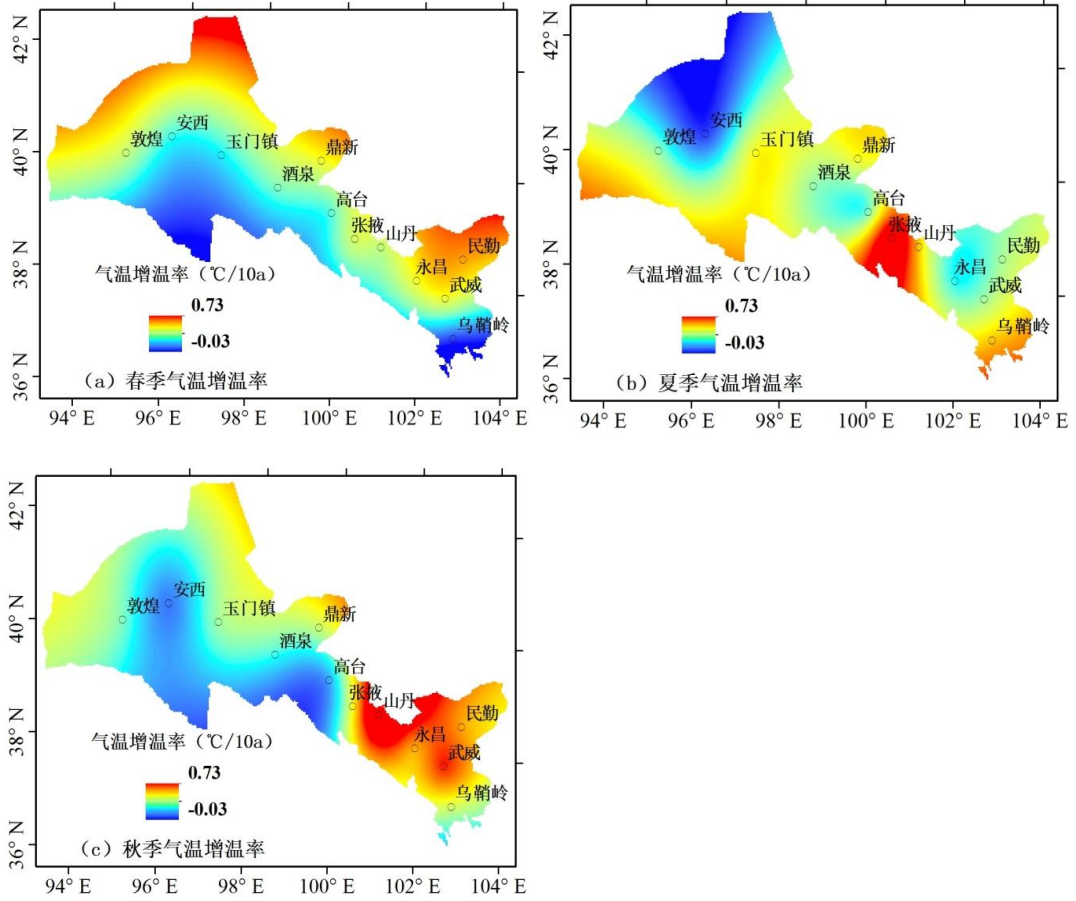 42° N
40° N
38° N
36° N
敦煌
安西
玉门镇
酒泉
鼎新
高台
张掖
山丹
民勤
永昌
武威
乌鞘岭
气温增温率（℃/10a）
0.73
-0.03
（a）春季气温增温率
94° E 96° E 98° E 100° E 102° E 104° E
42° N
40° N
38° N
36° N
敦煌
安西
玉门镇
酒泉
鼎新
高台
张掖
山丹
民勤
永昌
武威
乌鞘岭
气温增温率（℃/10a）
0.73
-0.03
（b）夏季气温增温率
94° E 96° E 98° E 100° E 102° E 104° E
42° N
40° N
38° N
36° N
敦煌
安西
玉门镇
酒泉
鼎新
高台
张掖
山丹
民勤
永昌
武威
乌鞘岭
气温增温率（℃/10a）
0.73
-0.03
（c）秋季气温增温率
94° E 96° E 98° E 100° E 102° E 104° E